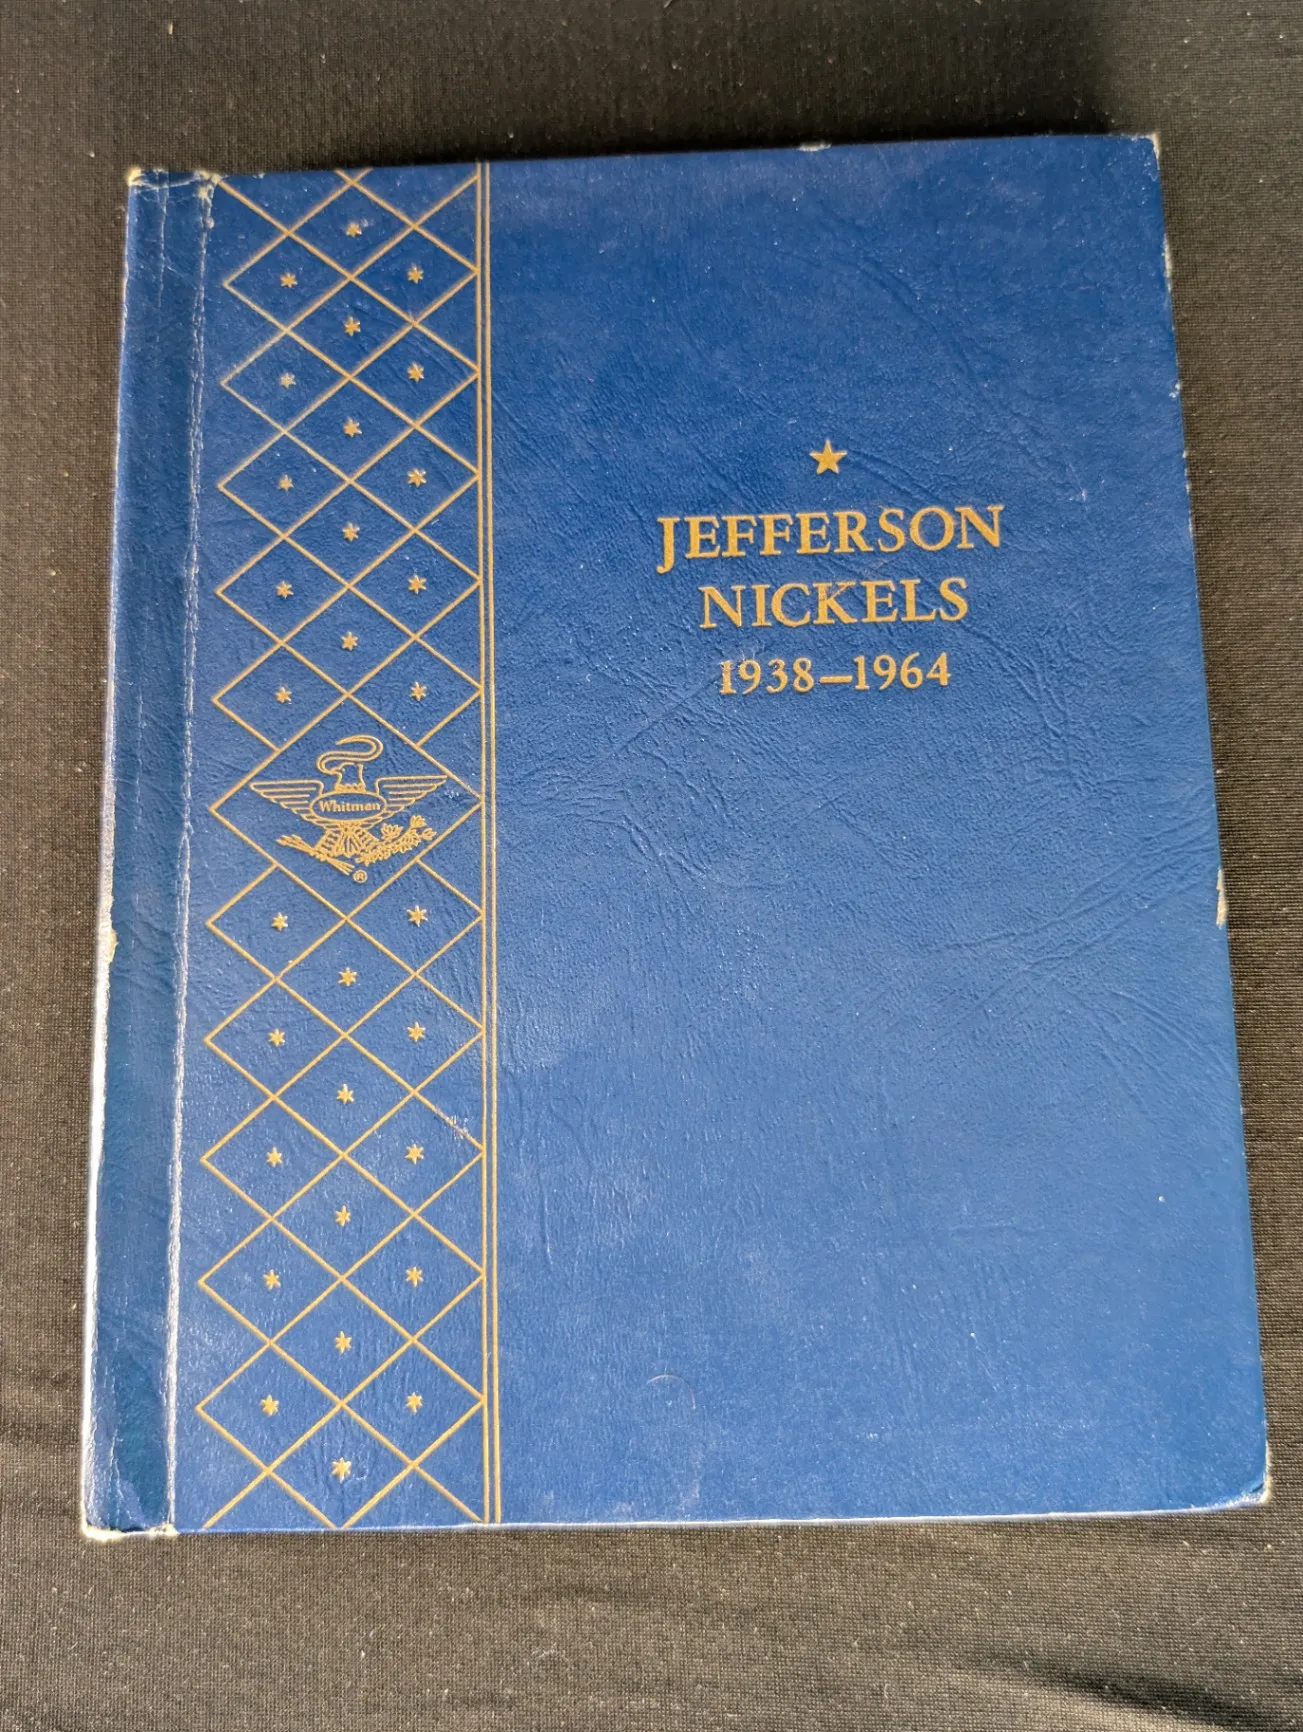 JEFFERSON
NICKELS
1938–1964
Whitman
®